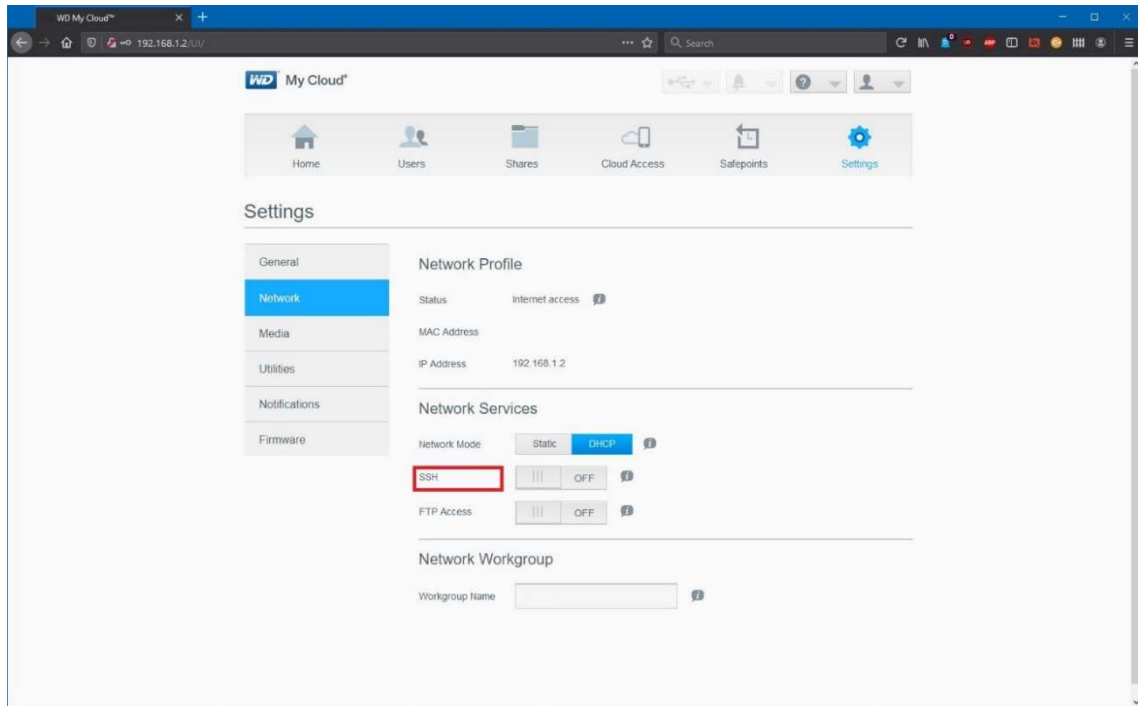 WD My Cloud™
192.168.1.2/UI/
Search
WD My Cloud®
Home Users Shares Cloud Access Safepoints Settings
Settings
General
Network
Media
Utilities
Notifications
Firmware
Network Profile
Status Internet access
MAC Address
IP Address 192.168.1.2
Network Services
Network Mode Static DHCP
SSH OFF
FTP Access OFF
Network Workgroup
Workgroup Name